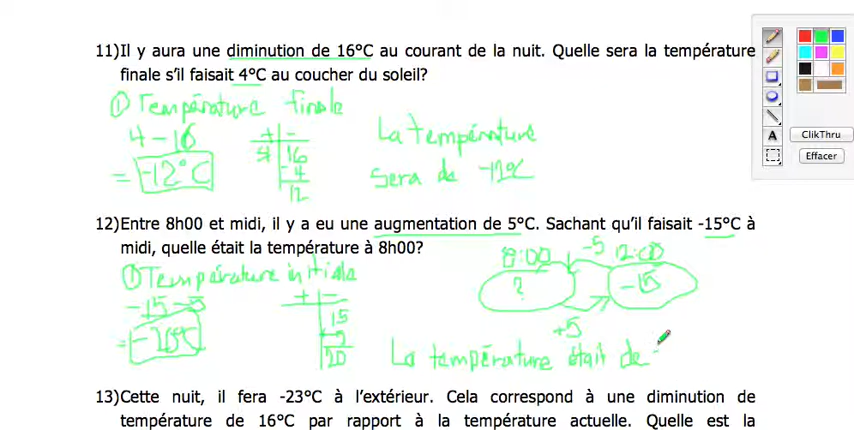 11) Il y aura une diminution de 16°C au courant de la nuit. Quelle sera la température
finale s'il faisait 4°C au coucher du soleil?
① Température finale
4 - 16
= -12°C
+ -
4 16
-4
12
La température
sera de -12°C
12) Entre 8h00 et midi, il y a eu une augmentation de 5°C. Sachant qu'il faisait -15°C à
midi, quelle était la température à 8h00?
① Température initiale
-15 - 5
= -20°C
+ -
15
5
20
8:00 -5 12:00
? -15
+5
La température était de -
13) Cette nuit, il fera -23°C à l'extérieur. Cela correspond à une diminution de
température de 16°C par rapport à la température actuelle. Quelle est la
A
ClikThru
Effacer